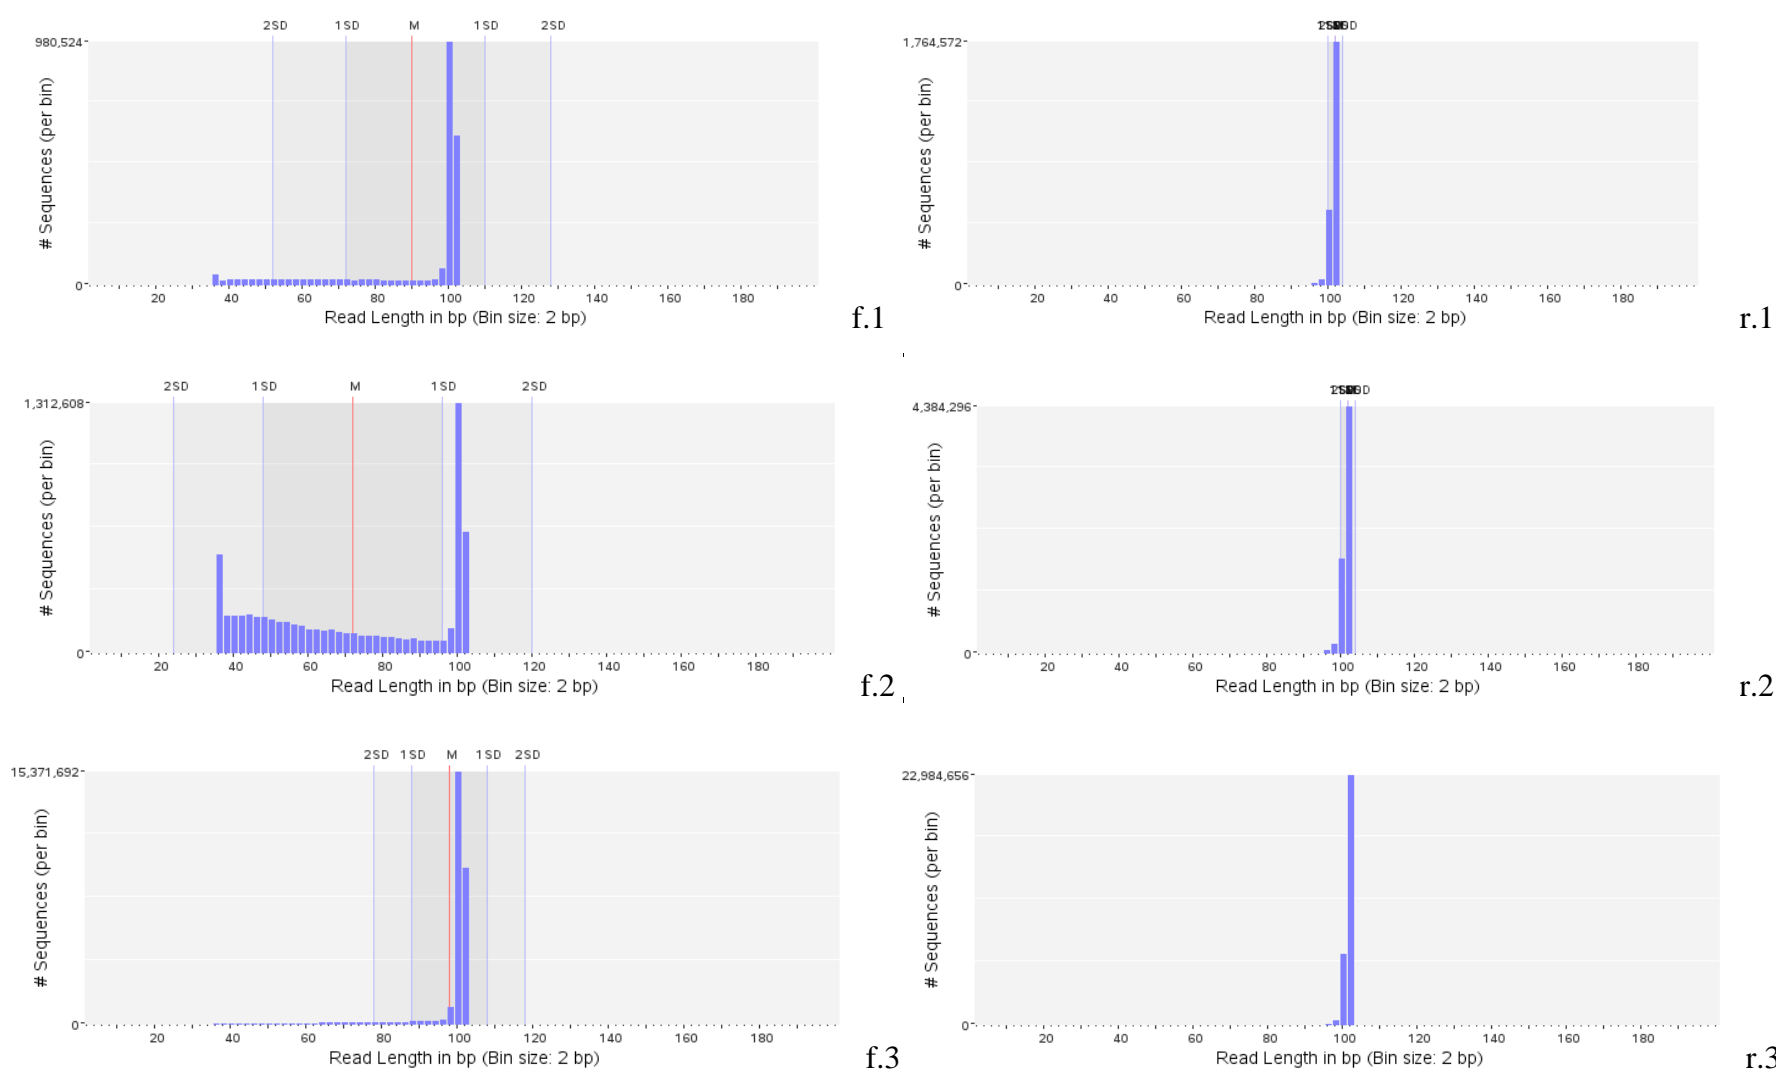 2SD 1SD M 1SD 2SD
980,524
# Sequences (per bin)
0
20 40 60 80 100 120 140 160 180
Read Length in bp (Bin size: 2 bp)
f.1
1,764,572
# Sequences (per bin)
0
20 40 60 80 100 120 140 160 180
Read Length in bp (Bin size: 2 bp)
r.1
2SD 1SD M 1SD 2SD
1,312,608
# Sequences (per bin)
0
20 40 60 80 100 120 140 160 180
Read Length in bp (Bin size: 2 bp)
f.2
4,384,296
# Sequences (per bin)
0
20 40 60 80 100 120 140 160 180
Read Length in bp (Bin size: 2 bp)
r.2
2SD 1SD M 1SD 2SD
15,371,692
# Sequences (per bin)
0
20 40 60 80 100 120 140 160 180
Read Length in bp (Bin size: 2 bp)
f.3
22,984,656
# Sequences (per bin)
0
20 40 60 80 100 120 140 160 180
Read Length in bp (Bin size: 2 bp)
r.3